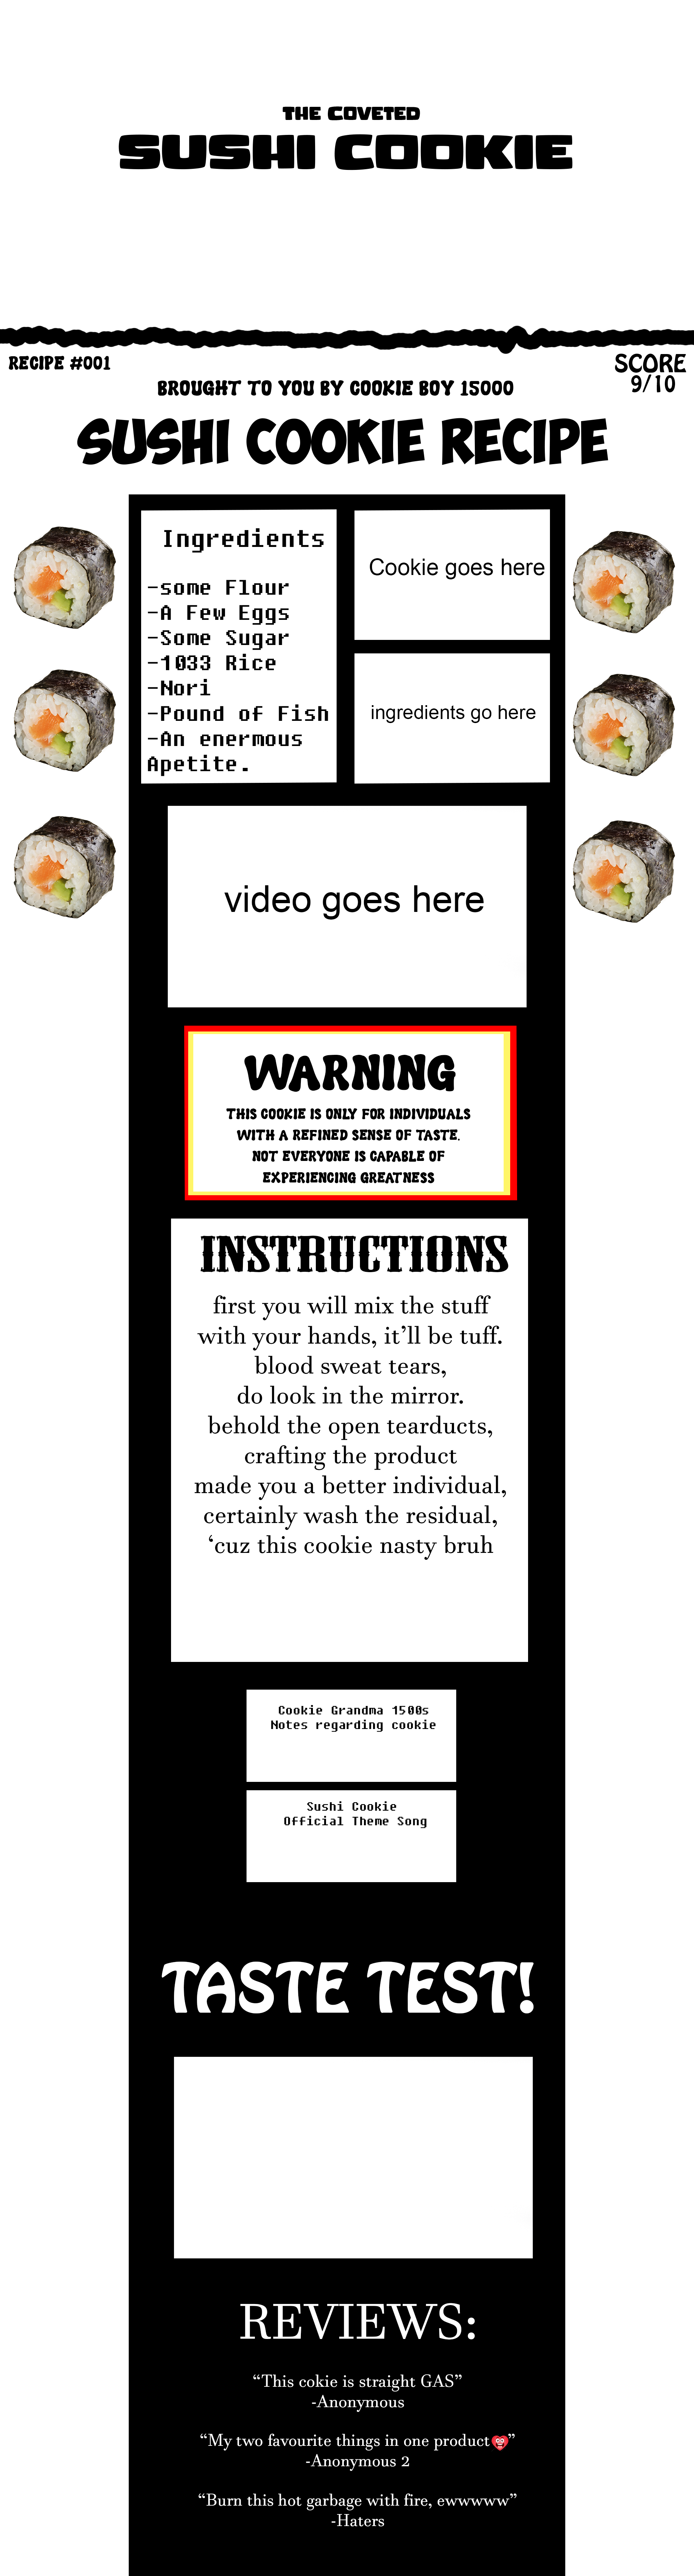 THE COVETED
SUSHI COOKIE
RECIPE #001
SCORE
9/10
BROUGHT TO YOU BY COOKIE BOY 15000
SUSHI COOKIE RECIPE
Ingredients
-some Flour
-A Few Eggs
-Some Sugar
-1033 Rice
-Nori
-Pound of Fish
-An enermous
Apetite.
Cookie goes here
ingredients go here
video goes here
WARNING
THIS COOKIE IS ONLY FOR INDIVIDUALS
WITH A REFINED SENSE OF TASTE.
NOT EVERYONE IS CAPABLE OF
EXPERIENCING GREATNESS
INSTRUCTIONS
first you will mix the stuff
with your hands, it’ll be tuff.
blood sweat tears,
do look in the mirror.
behold the open tearducts,
crafting the product
made you a better individual,
certainly wash the residual,
‘cuz this cookie nasty bruh
Cookie Grandma 1500s
Notes regarding cookie
Sushi Cookie
Official Theme Song
TASTE TEST!
REVIEWS:
“This cokie is straight GAS”
-Anonymous
“My two favourite things in one product”
-Anonymous 2
“Burn this hot garbage with fire, ewwwww”
-Haters